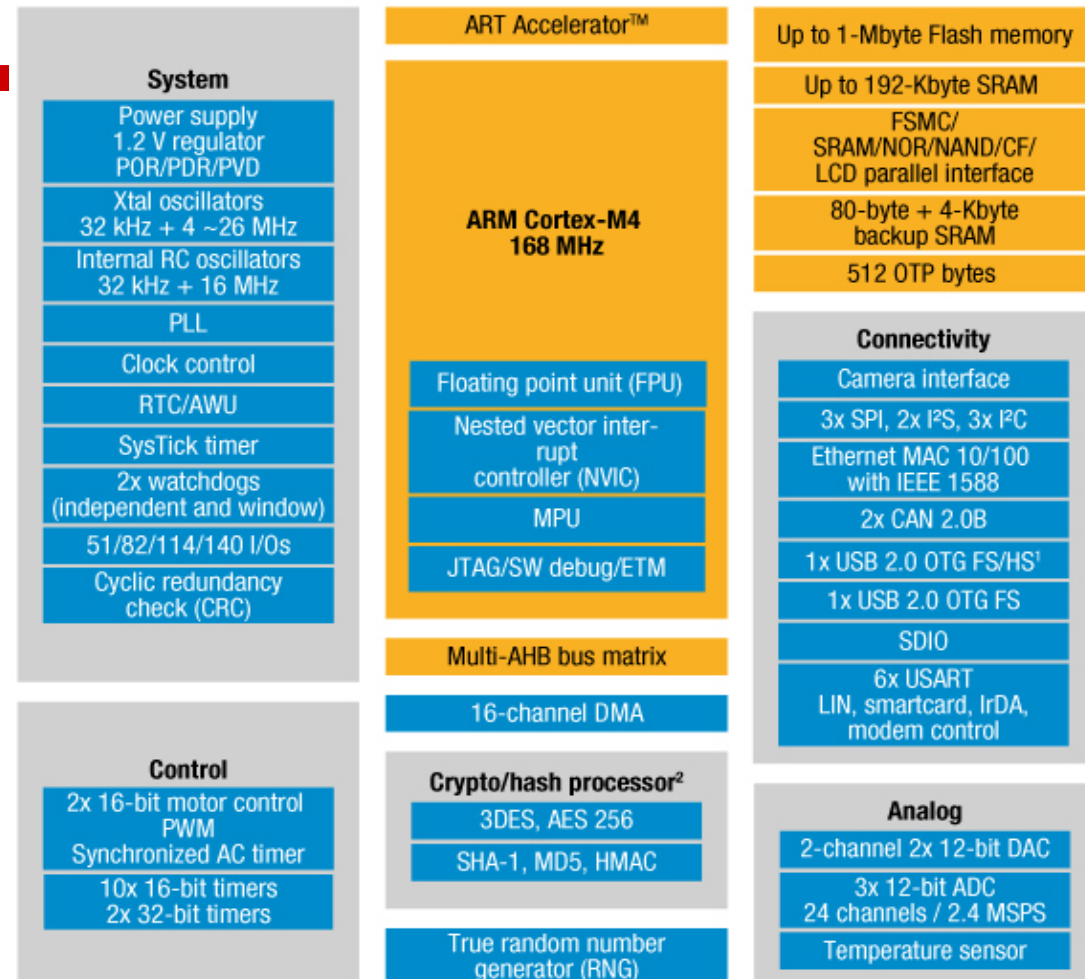 System
Power supply
1.2 V regulator
POR/PDR/PVD
Xtal oscillators
32 kHz + 4 ~26 MHz
Internal RC oscillators
32 kHz + 16 MHz
PLL
Clock control
RTC/AWU
SysTick timer
2x watchdogs
(independent and window)
51/82/114/140 I/Os
Cyclic redundancy
check (CRC)
Control
2x 16-bit motor control
PWM
Synchronized AC timer
10x 16-bit timers
2x 32-bit timers
ART Accelerator™
ARM Cortex-M4
168 MHz
Floating point unit (FPU)
Nested vector inter-
rupt
controller (NVIC)
MPU
JTAG/SW debug/ETM
Multi-AHB bus matrix
16-channel DMA
Crypto/hash processor²
3DES, AES 256
SHA-1, MD5, HMAC
True random number
generator (RNG)
Up to 1-Mbyte Flash memory
Up to 192-Kbyte SRAM
FSMC/
SRAM/NOR/NAND/CF/
LCD parallel interface
80-byte + 4-Kbyte
backup SRAM
512 OTP bytes
Connectivity
Camera interface
3x SPI, 2x I²S, 3x I²C
Ethernet MAC 10/100
with IEEE 1588
2x CAN 2.0B
1x USB 2.0 OTG FS/HS¹
1x USB 2.0 OTG FS
SDIO
6x USART
LIN, smartcard, IrDA,
modem control
Analog
2-channel 2x 12-bit DAC
3x 12-bit ADC
24 channels / 2.4 MSPS
Temperature sensor